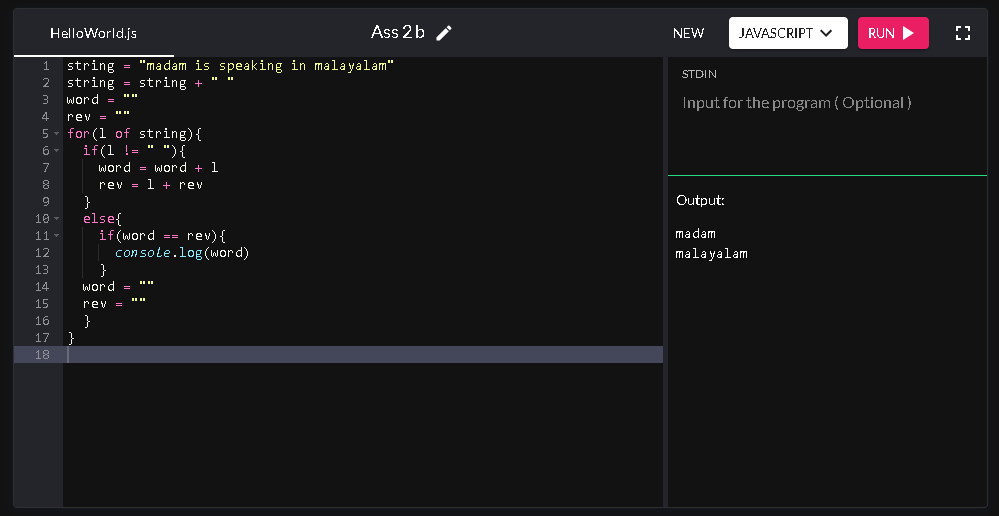 HelloWorld.js
Ass 2 b
NEW
JAVASCRIPT
RUN
1 string = "madam is speaking in malayalam"
2 string = string + " "
3 word = ""
4 rev = ""
5 for(l of string){
6 if(l != " "){
7 word = word + l
8 rev = l + rev
9 }
10 else{
11 if(word == rev){
12 console.log(word)
13 }
14 word = ""
15 rev = ""
16 }
17 }
18
STDIN
Input for the program ( Optional )
Output:
madam
malayalam